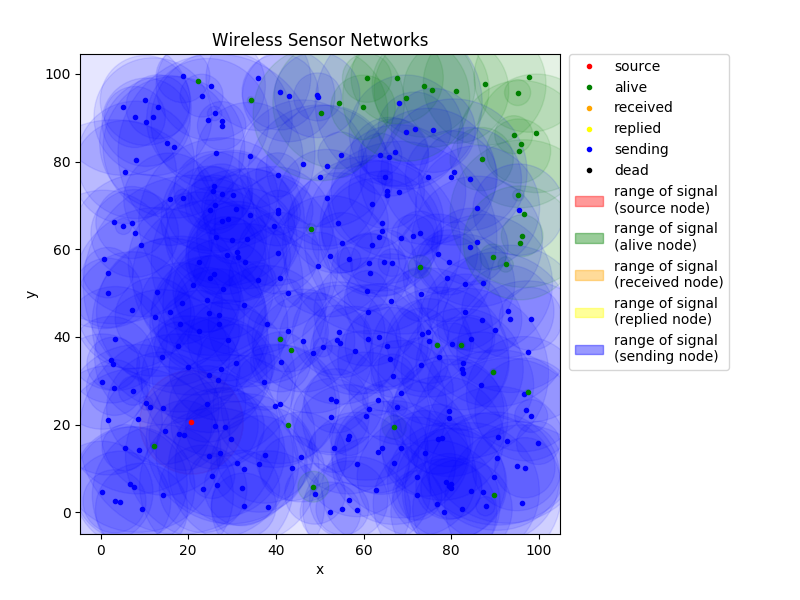 Wireless Sensor Networks
100
80
60
40
20
0
y
0 20 40 60 80 100
x
source
alive
received
replied
sending
dead
range of signal
(source node)
range of signal
(alive node)
range of signal
(received node)
range of signal
(replied node)
range of signal
(sending node)